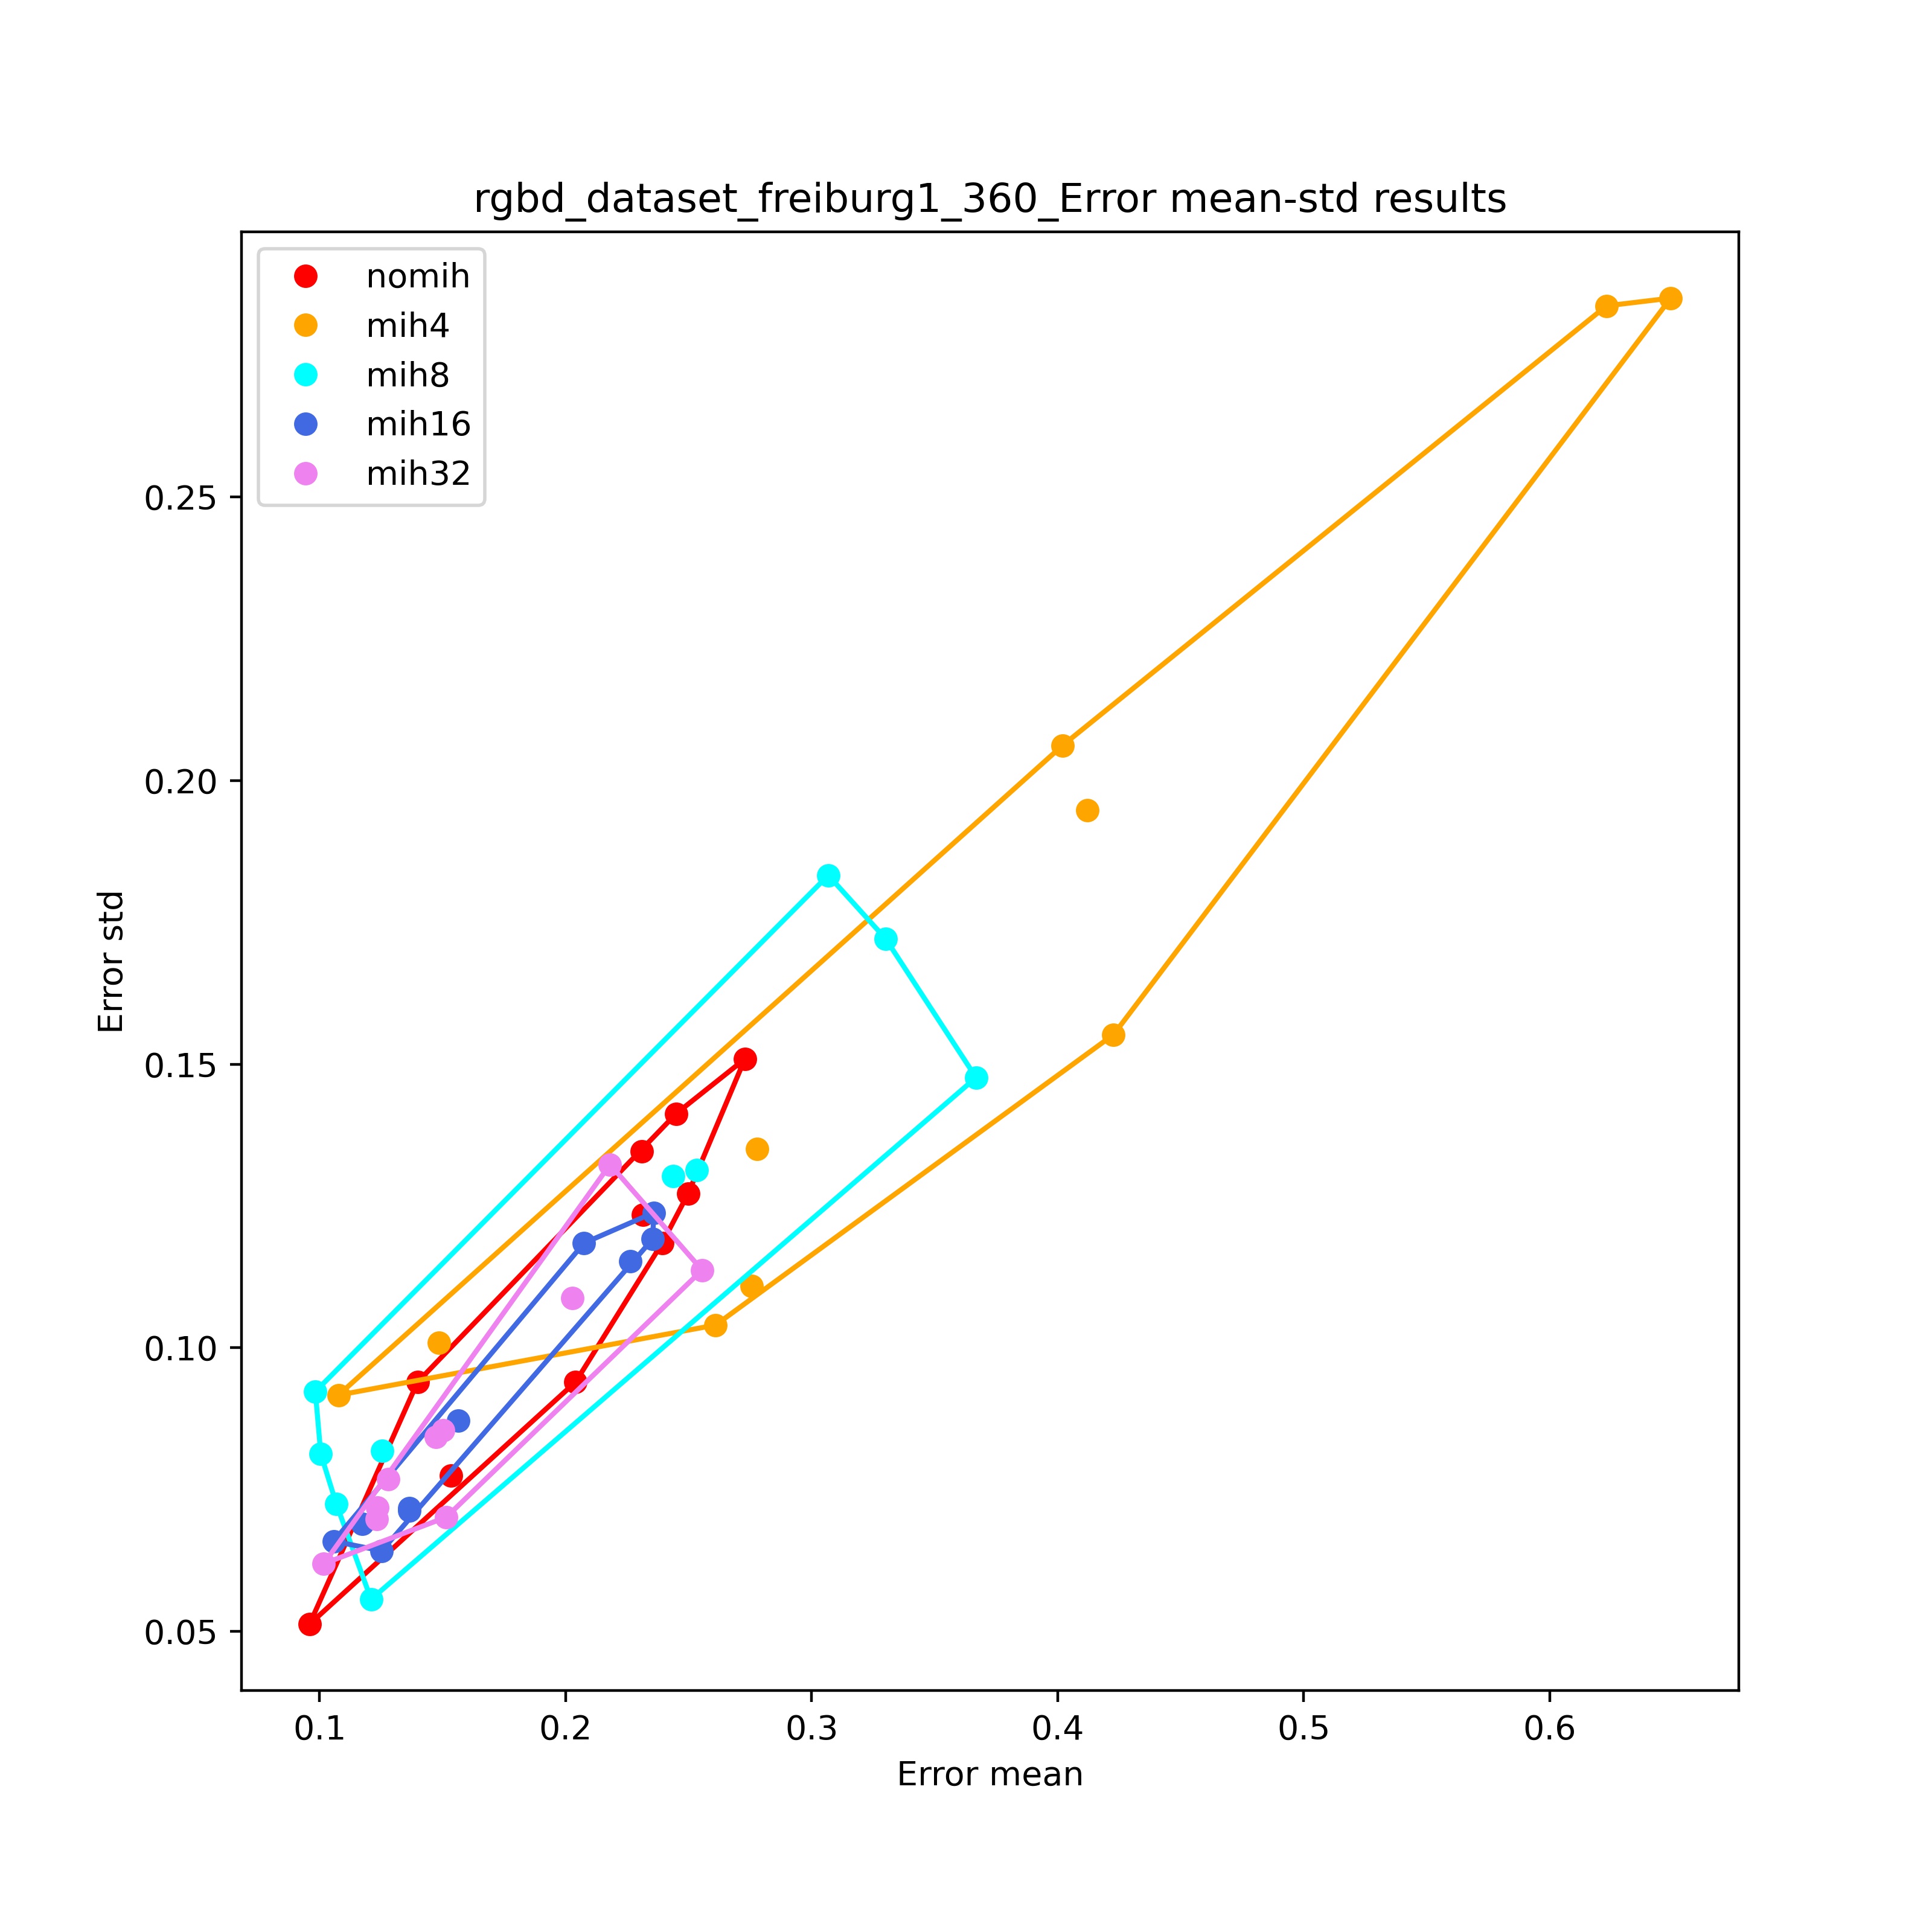 rgbd_dataset_freiburg1_360_Error mean-std results
nomih
mih4
mih8
mih16
mih32
0.25
0.20
0.15
0.10
0.05
Error std
0.1 0.2 0.3 0.4 0.5 0.6
Error mean